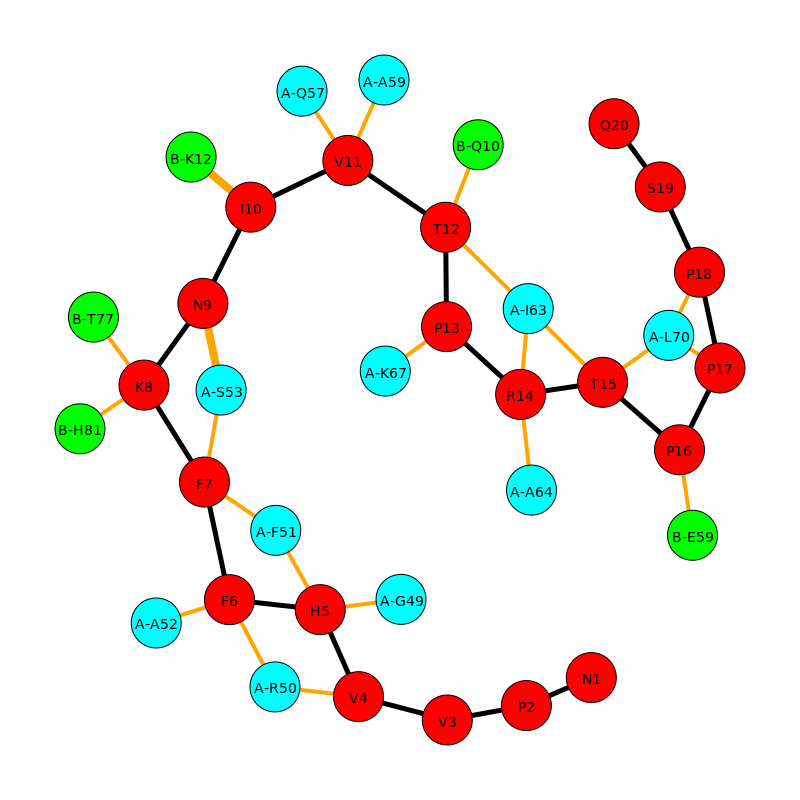 A-Q57
A-A59
Q20
B-K12
V11
B-Q10
S19
I10
T12
P18
N9
A-I63
B-T77
P13
A-L70
K8
A-S53
A-K67
R14
T15
P17
B-H81
P16
F7
A-A64
A-F51
B-E59
F6
H5
A-G49
A-A52
A-R50
V4
V3
P2
N1